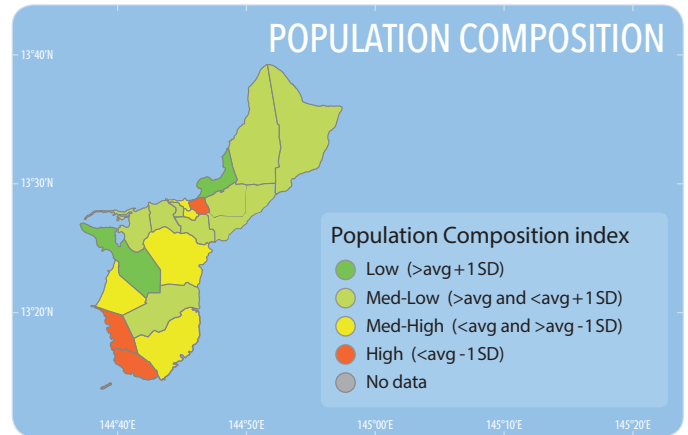 POPULATION COMPOSITION
13°40'N
13°30'N
13°20'N
Population Composition index
Low (>avg+1SD)
Med-Low (>avg and <avg+1SD)
Med-High (<avg and >avg-1SD)
High (<avg-1SD)
No data
144°40'E 144°50'E 145°00'E 145°10'E 145°20'E